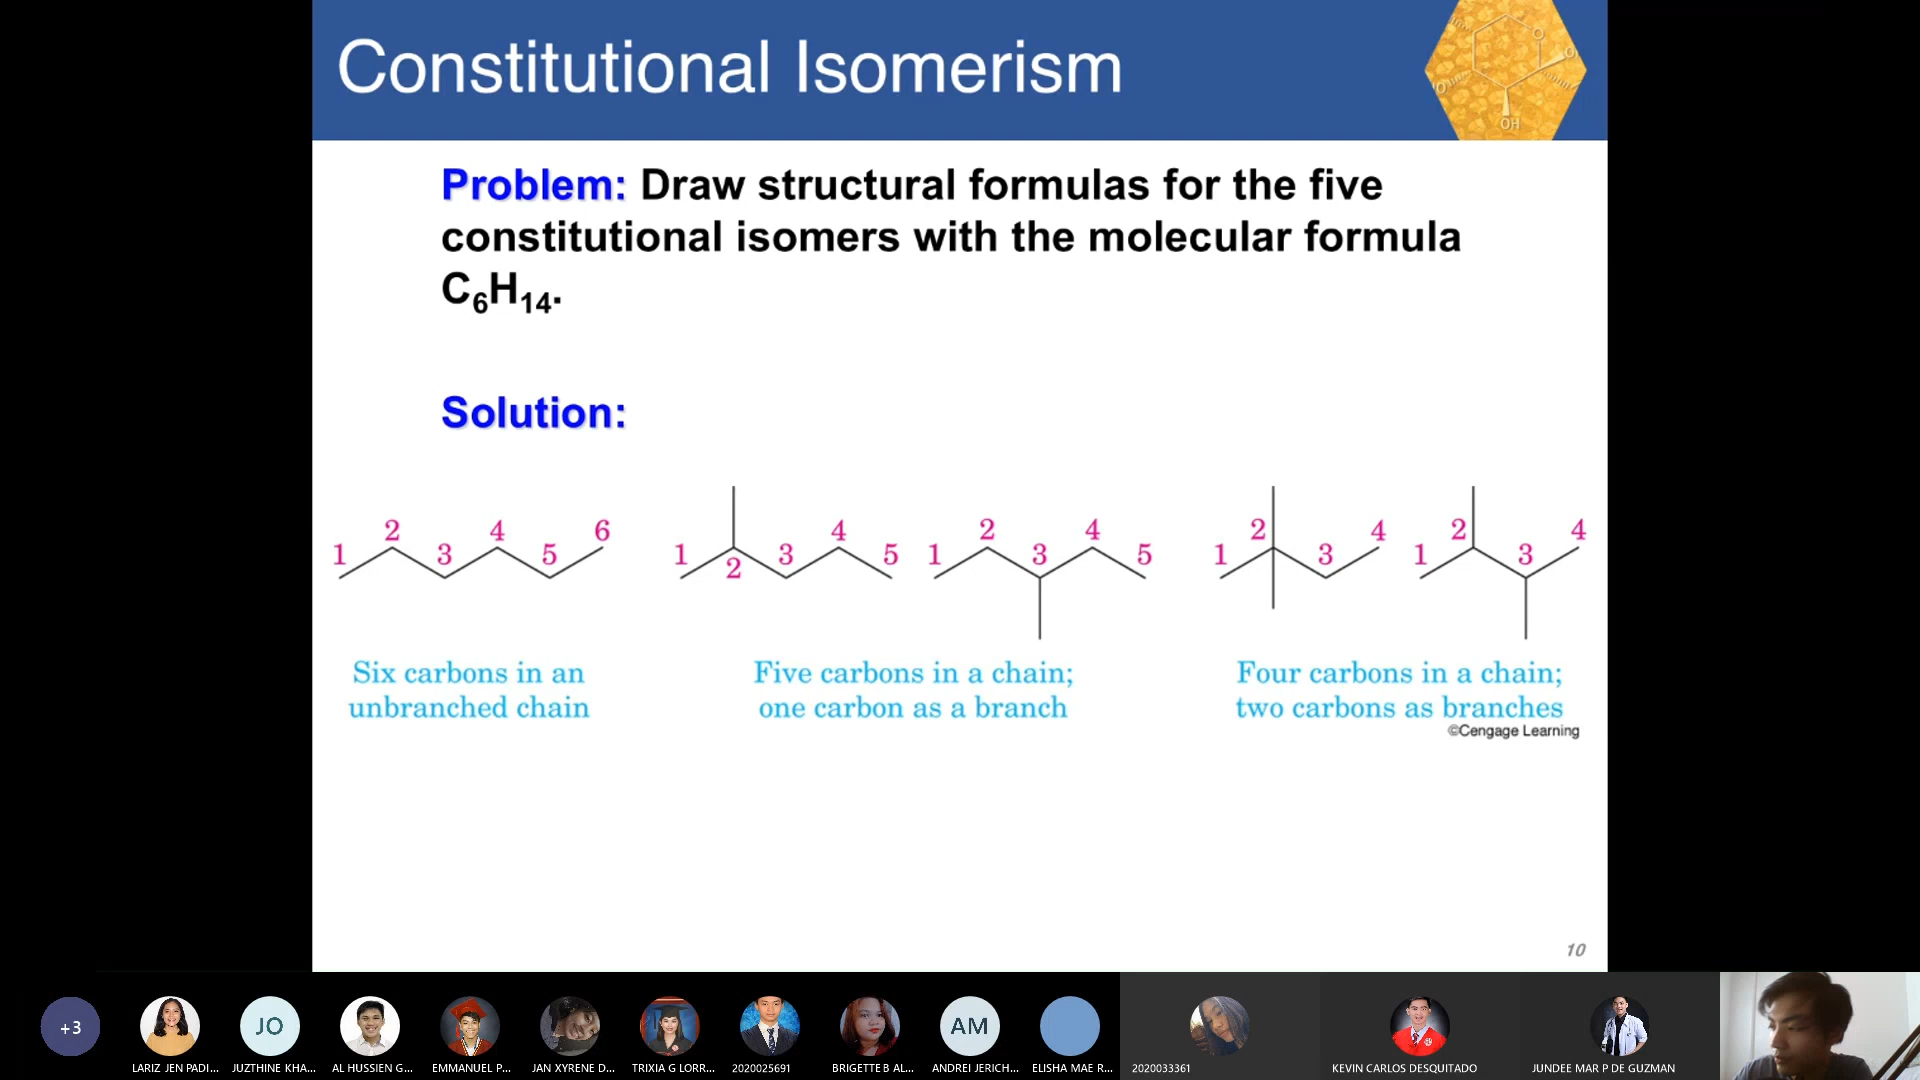 Constitutional Isomerism
O
O
O
OH
Problem: Draw structural formulas for the five
constitutional isomers with the molecular formula
C₆H₁₄.
Solution:
1 2 3 4 5 6
1 2 3 4 5
1 2 3 4 5
1 2 3 4
1 2 3 4
Six carbons in an
unbranched chain
Five carbons in a chain;
one carbon as a branch
Four carbons in a chain;
two carbons as branches
©Cengage Learning
10
+3
LARIZ JEN PADI...
JO
JUZTHINE KHA...
AL HUSSIEN G...
EMMANUEL P...
JAN XYRENE D...
TRIXIA G LORR...
2020025691
BRIGETTE B AL...
AM
ANDREI JERICH...
ELISHA MAE R...
2020033361
KEVIN CARLOS DESQUITADO
JUNDEE MAR P DE GUZMAN